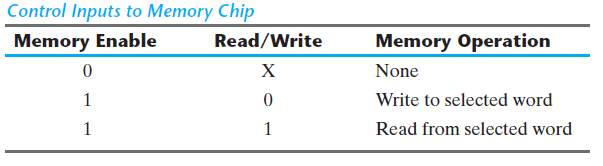 Control Inputs to Memory Chip
Memory Enable Read/Write Memory Operation
0 X None
1 0 Write to selected word
1 1 Read from selected word